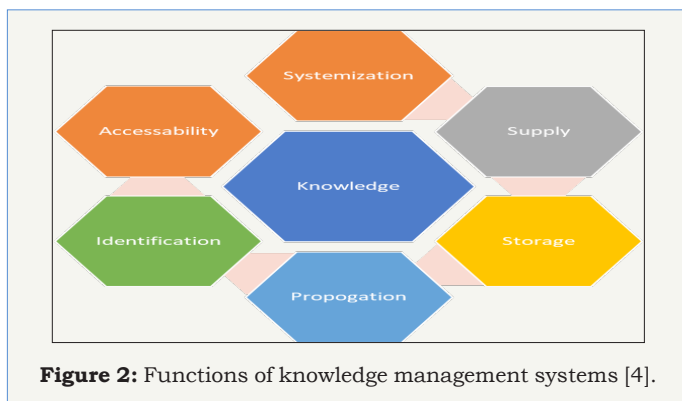 Systemization
Accessability
Supply
Knowledge
Identification
Storage
Propogation
Figure 2: Functions of knowledge management systems [4].